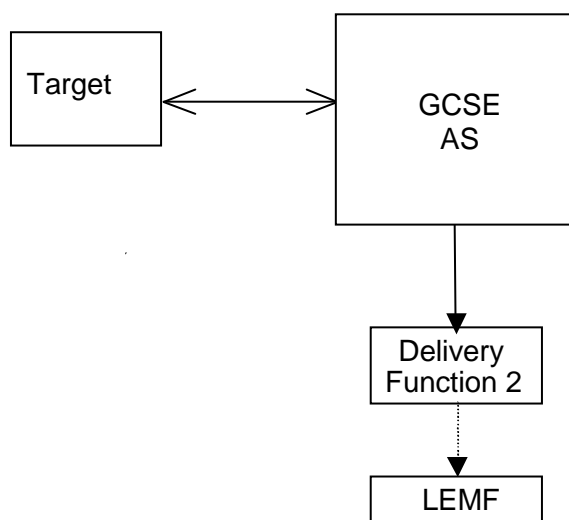 Target
GCSE
AS
Delivery
Function 2
LEMF